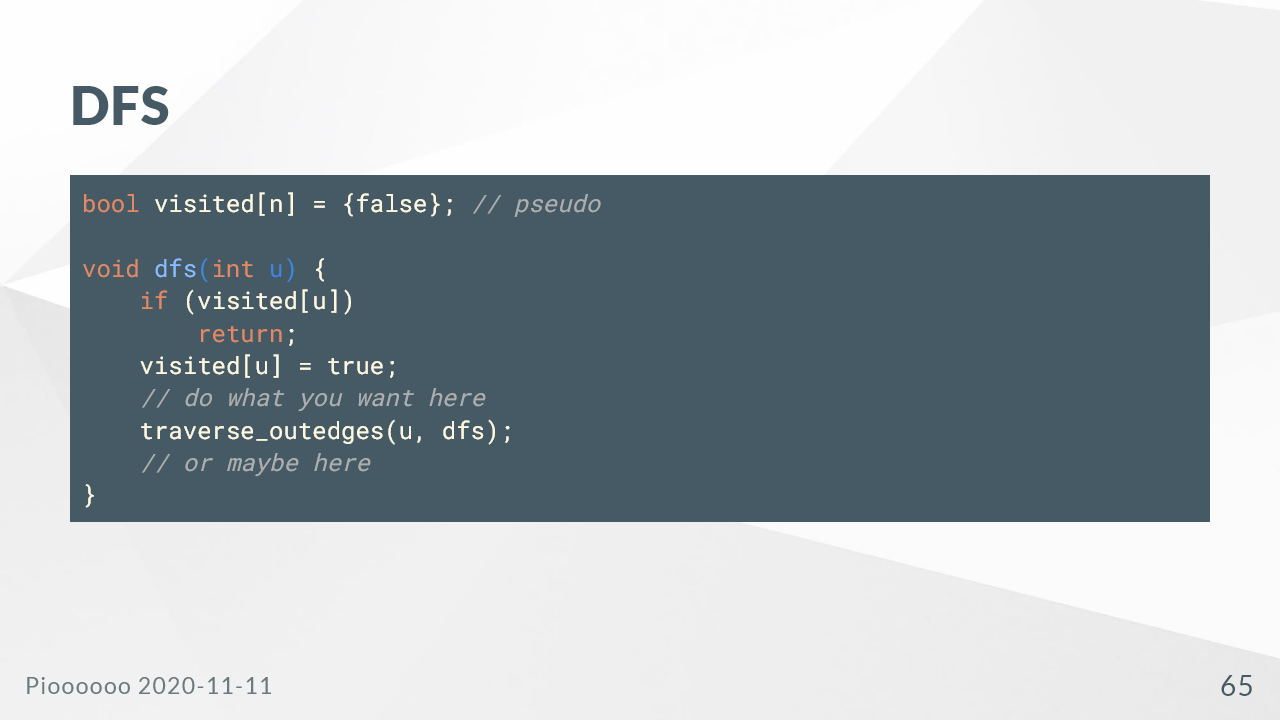 DFS
bool visited[n] = {false}; // pseudo
void dfs(int u) {
    if (visited[u])
        return;
    visited[u] = true;
    // do what you want here
    traverse_outedges(u, dfs);
    // or maybe here
}
Pioooooo 2020-11-11
65